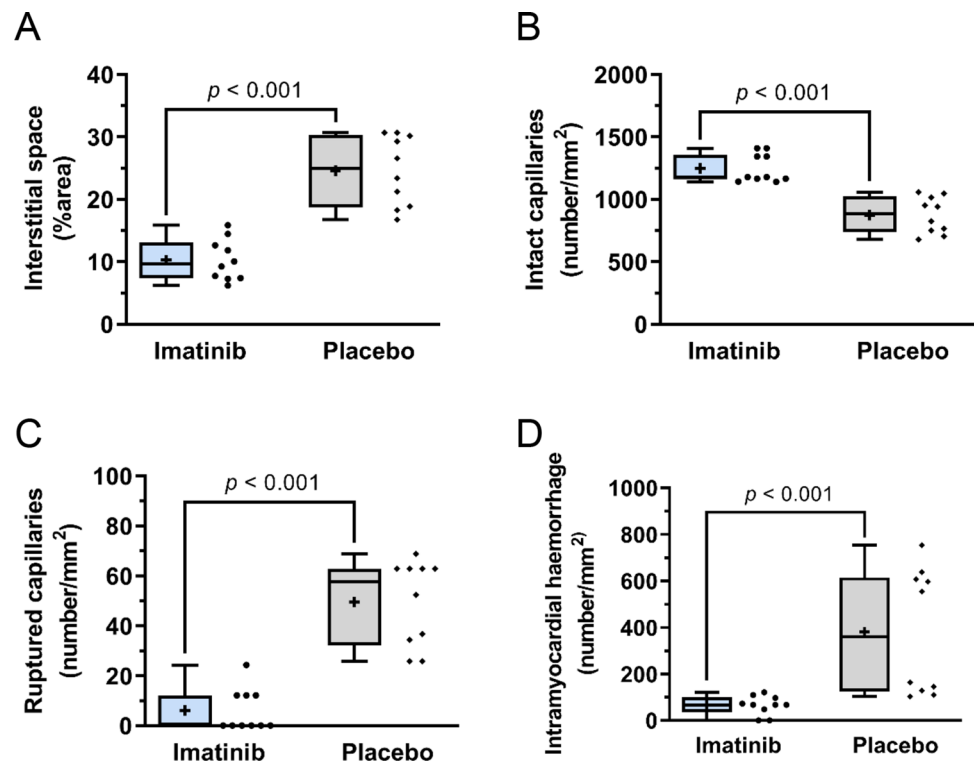 A
Interstitial space
(%area)
40
30
20
10
0
p < 0.001
Imatinib
Placebo
B
Intact capillaries
(number/mm²)
2000
1500
1000
500
0
p < 0.001
Imatinib
Placebo
C
Ruptured capillaries
(number/mm²)
100
80
60
40
20
0
p < 0.001
Imatinib
Placebo
D
Intramyocardial haemorrhage
(number/mm²)
1000
800
600
400
200
0
p < 0.001
Imatinib
Placebo